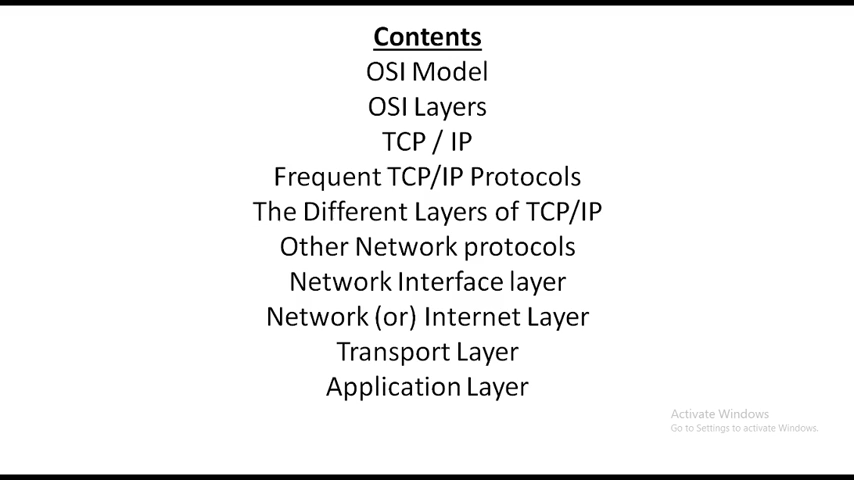 Contents
OSI Model
OSI Layers
TCP / IP
Frequent TCP/IP Protocols
The Different Layers of TCP/IP
Other Network protocols
Network Interface layer
Network (or) Internet Layer
Transport Layer
Application Layer
Activate Windows
Go to Settings to activate Windows.